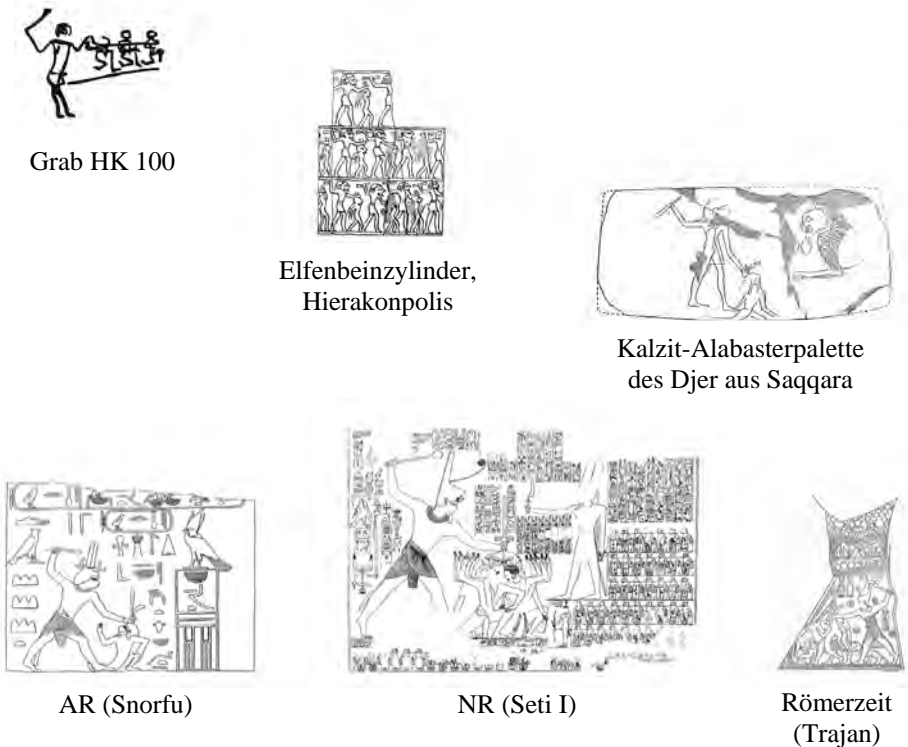 Grab HK 100
Elfenbeinzylinder,
Hierakonpolis
Kalzit-Alabasterpalette
des Djer aus Saqqara
AR (Snorfu)
NR (Seti I)
Römerzeit
(Trajan)